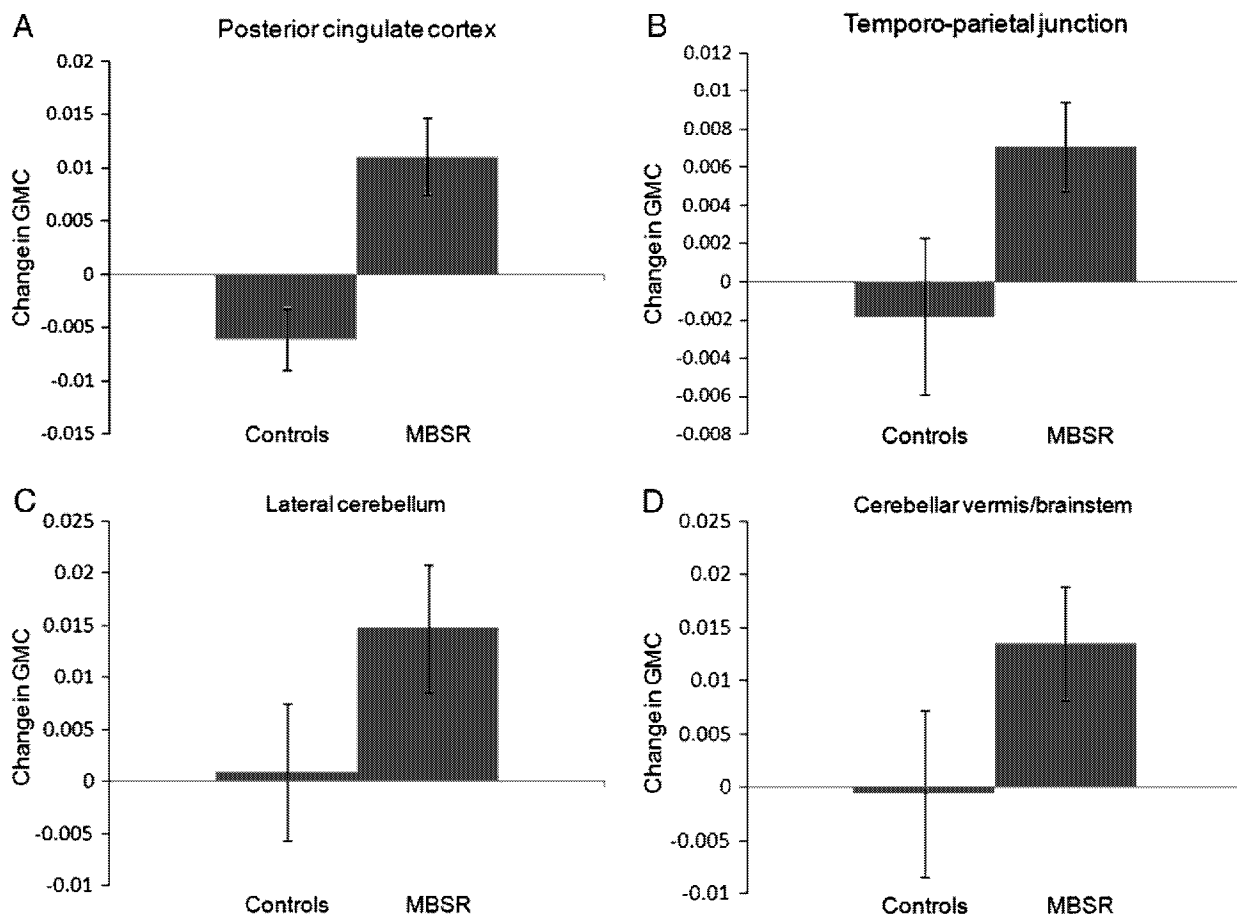 A
Posterior cingulate cortex
0.02
0.015
0.01
0.005
0
-0.005
-0.01
-0.015
Change in GMC
Controls
MBSR
B
Temporo-parietal junction
0.012
0.01
0.008
0.006
0.004
0.002
0
-0.002
-0.004
-0.006
-0.008
Change in GMC
Controls
MBSR
C
Lateral cerebellum
0.025
0.02
0.015
0.01
0.005
0
-0.005
-0.01
Change in GMC
Controls
MBSR
D
Cerebellar vermis/brainstem
0.025
0.02
0.015
0.01
0.005
0
-0.005
-0.01
Change in GMC
Controls
MBSR